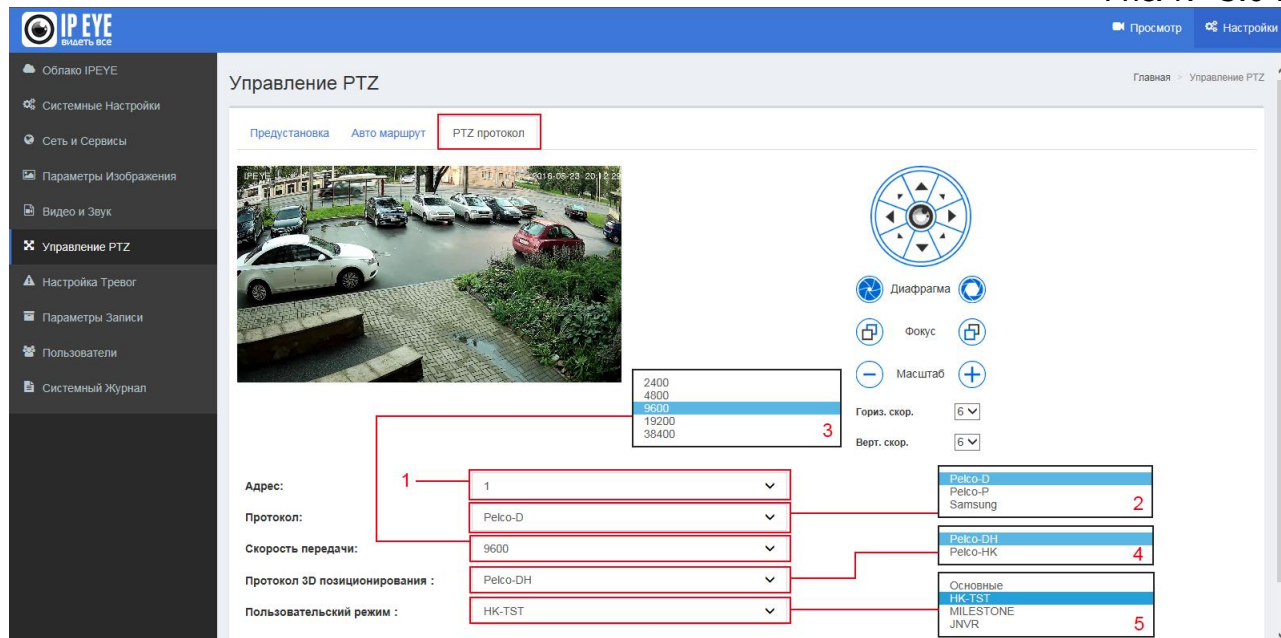 IP EYE
ВИДЕТЬ ВСЕ
Просмотр
Настройки
Облако IPEYE
Системные Настройки
Сеть и Сервисы
Параметры Изображения
Видео и Звук
Управление PTZ
Настройка Тревог
Параметры Записи
Пользователи
Системный Журнал
Управление PTZ
Главная > Управление PTZ
Предустановка Авто маршрут PTZ протокол
IPEYE
Диафрагма
Фокус
Масштаб
Гориз. скор. 6
Верт. скор. 6
2400
4800
9600
19200
38400
3
1
Адрес: 1
Протокол: Pelco-D
Скорость передачи: 9600
Протокол 3D позиционирования : Pelco-DH
Пользовательский режим : HK-TST
Pelco-D
Pelco-P
Samsung
2
Pelco-DH
Pelco-HK
4
Основные
HK-TST
MILESTONE
JNVR
5